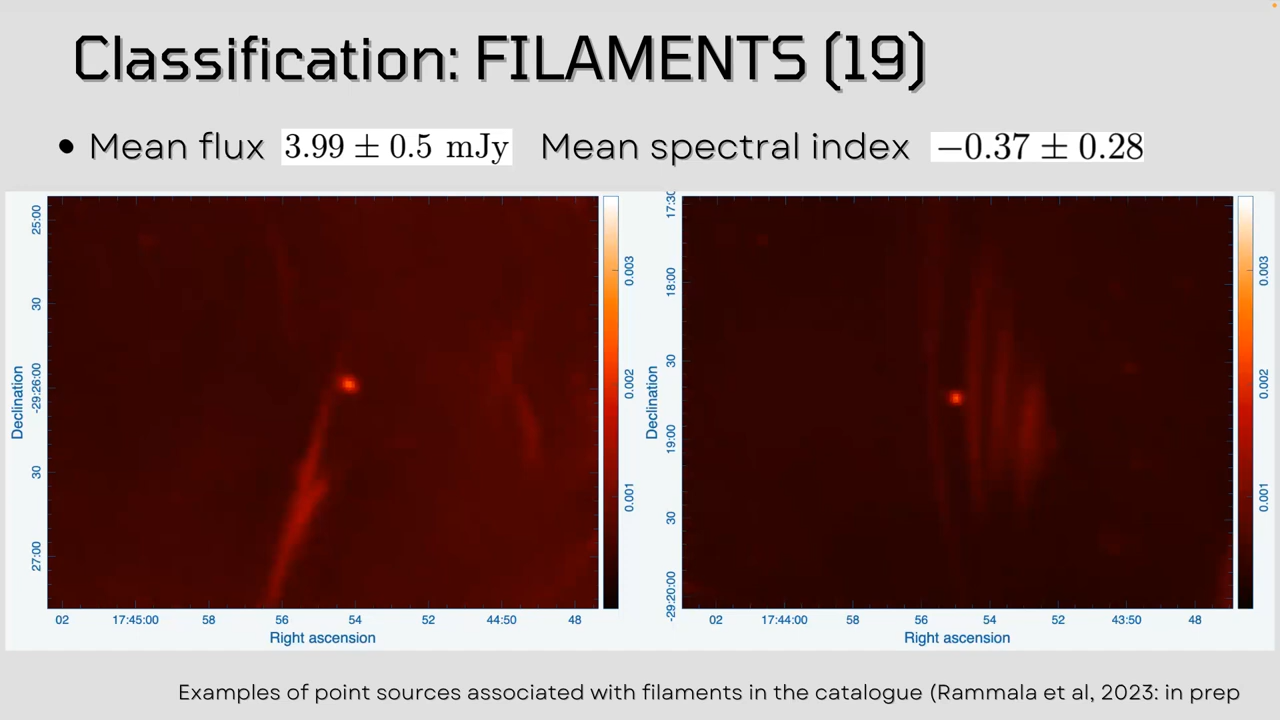 Classification: FILAMENTS (19)
• Mean flux 3.99 ± 0.5 mJy Mean spectral index −0.37 ± 0.28
Declination
25:00
30
-29:26:00
30
27:00
0.003
0.002
0.001
02 17:45:00 58 56 54 52 44:50 48
Right ascension
Declination
17:30
18:00
30
19:00
30
-29:20:00
0.003
0.002
0.001
02 17:44:00 58 56 54 52 43:50 48
Right ascension
Examples of point sources associated with filaments in the catalogue (Rammala et al, 2023: in prep